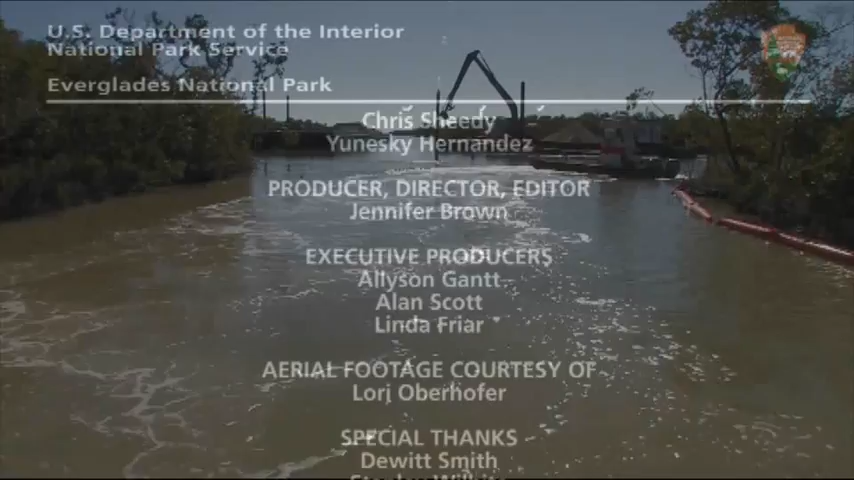 U.S. Department of the Interior
National Park Service
Everglades National Park
Chris Sheedy
Yunesky Hernandez
PRODUCER, DIRECTOR, EDITOR
Jennifer Brown
EXECUTIVE PRODUCERS
Allyson Gantt
Alan Scott
Linda Friar
AERIAL FOOTAGE COURTESY OF
Lori Oberhofer
SPECIAL THANKS
Dewitt Smith